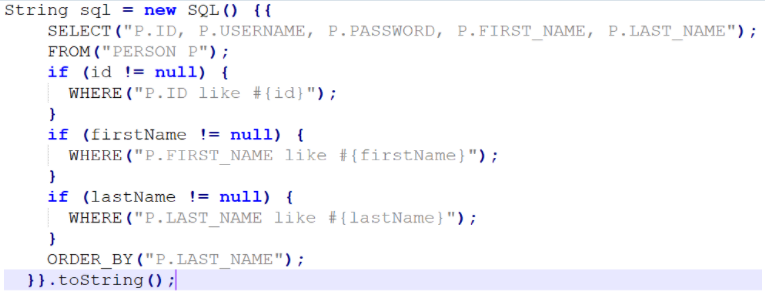 String sql = new SQL() {{
    SELECT("P.ID, P.USERNAME, P.PASSWORD, P.FIRST_NAME, P.LAST_NAME");
    FROM("PERSON P");
    if (id != null) {
      WHERE("P.ID like #{id}");
    }
    if (firstName != null) {
      WHERE("P.FIRST_NAME like #{firstName}");
    }
    if (lastName != null) {
      WHERE("P.LAST_NAME like #{lastName}");
    }
    ORDER_BY("P.LAST_NAME");
  }}.toString();